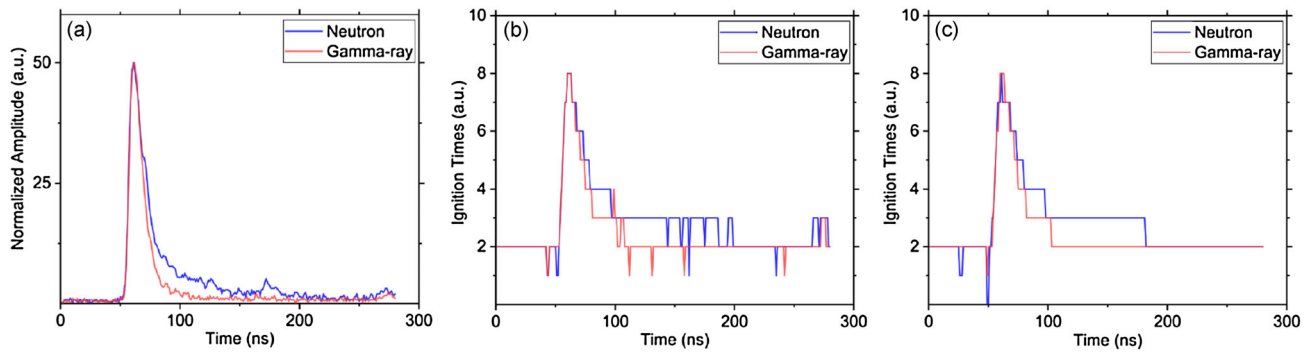 (a)
Neutron
Gamma-ray
Normalized Amplitude (a.u.)
50
25
0
100
200
300
Time (ns)
(b)
Neutron
Gamma-ray
Ignition Times (a.u.)
10
8
6
4
2
0
100
200
300
Time (ns)
(c)
Neutron
Gamma-ray
Ignition Times (a.u.)
10
8
6
4
2
0
100
200
300
Time (ns)